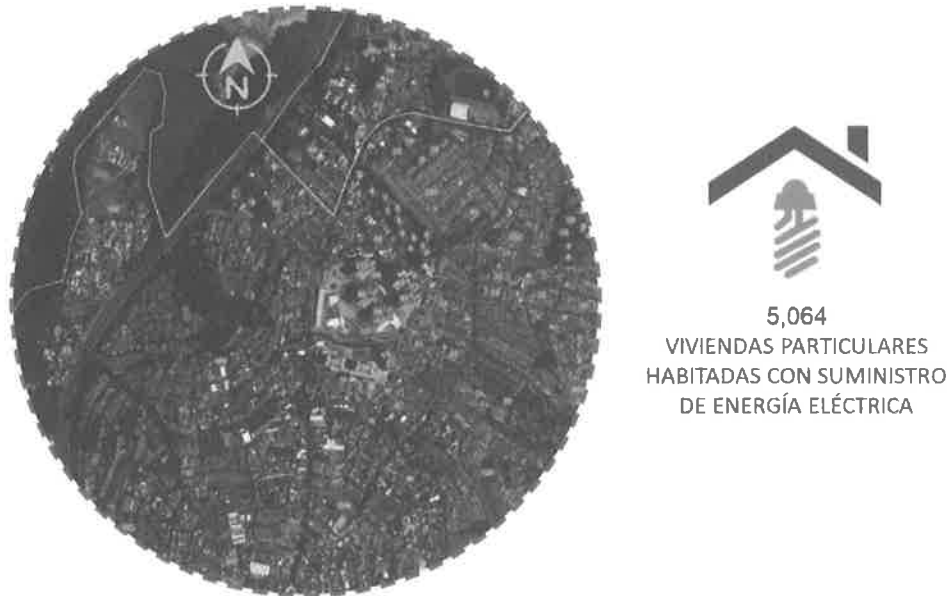 N
5,064
VIVIENDAS PARTICULARES
HABITADAS CON SUMINISTRO
DE ENERGÍA ELÉCTRICA